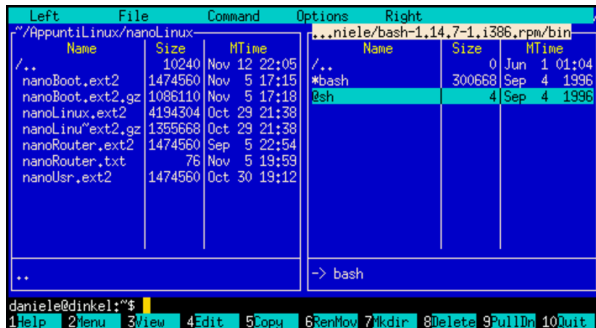 Left File Command Options Right
~/AppuntiLinux/nanoLinux
Name Size MTime
/.. 10240 Nov 12 22:05
nanoBoot.ext2 1474560 Nov 5 17:15
nanoBoot.ext2.gz 1086110 Nov 5 17:18
nanoLinux.ext2 4194304 Oct 29 21:38
nanoLinu~ext2.gz 1355668 Oct 29 21:38
nanoRouter.ext2 1474560 Sep 5 22:54
nanoRouter.txt 76 Nov 5 19:59
nanoUsr.ext2 1474560 Oct 30 19:12
..
...niele/bash-1.14.7-1.i386.rpm/bin
Name Size MTime
/.. 0 Jun 1 01:04
*bash 300668 Sep 4 1996
@sh 4 Sep 4 1996
-> bash
daniele@dinkel:~$
1Help 2Menu 3View 4Edit 5Copy 6RenMov 7Mkdir 8Delete 9PullDn 10Quit